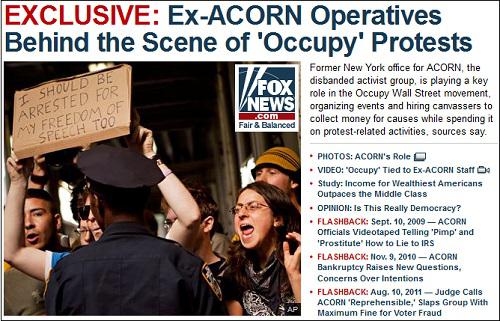 EXCLUSIVE: Ex-ACORN Operatives
Behind the Scene of 'Occupy' Protests
I SHOULD BE
ARRESTED FOR
MY FREEDOM OF
SPEECH TOO
FOX
NEWS
.com
Fair & Balanced
AP
Former New York office for ACORN, the
disbanded activist group, is playing a key
role in the Occupy Wall Street movement,
organizing events and hiring canvassers to
collect money for causes while spending it
on protest-related activities, sources say.
• PHOTOS: ACORN's Role
• VIDEO: 'Occupy' Tied to Ex-ACORN Staff
• Study: Income for Wealthiest Americans
Outpaces the Middle Class
• OPINION: Is This Really Democracy?
• FLASHBACK: Sept. 10, 2009 — ACORN
Officials Videotaped Telling 'Pimp' and
'Prostitute' How to Lie to IRS
• FLASHBACK: Nov. 9, 2010 — ACORN
Bankruptcy Raises New Questions,
Concerns Over Intentions
• FLASHBACK: Aug. 10, 2011 — Judge Calls
ACORN 'Reprehensible,' Slaps Group With
Maximum Fine for Voter Fraud